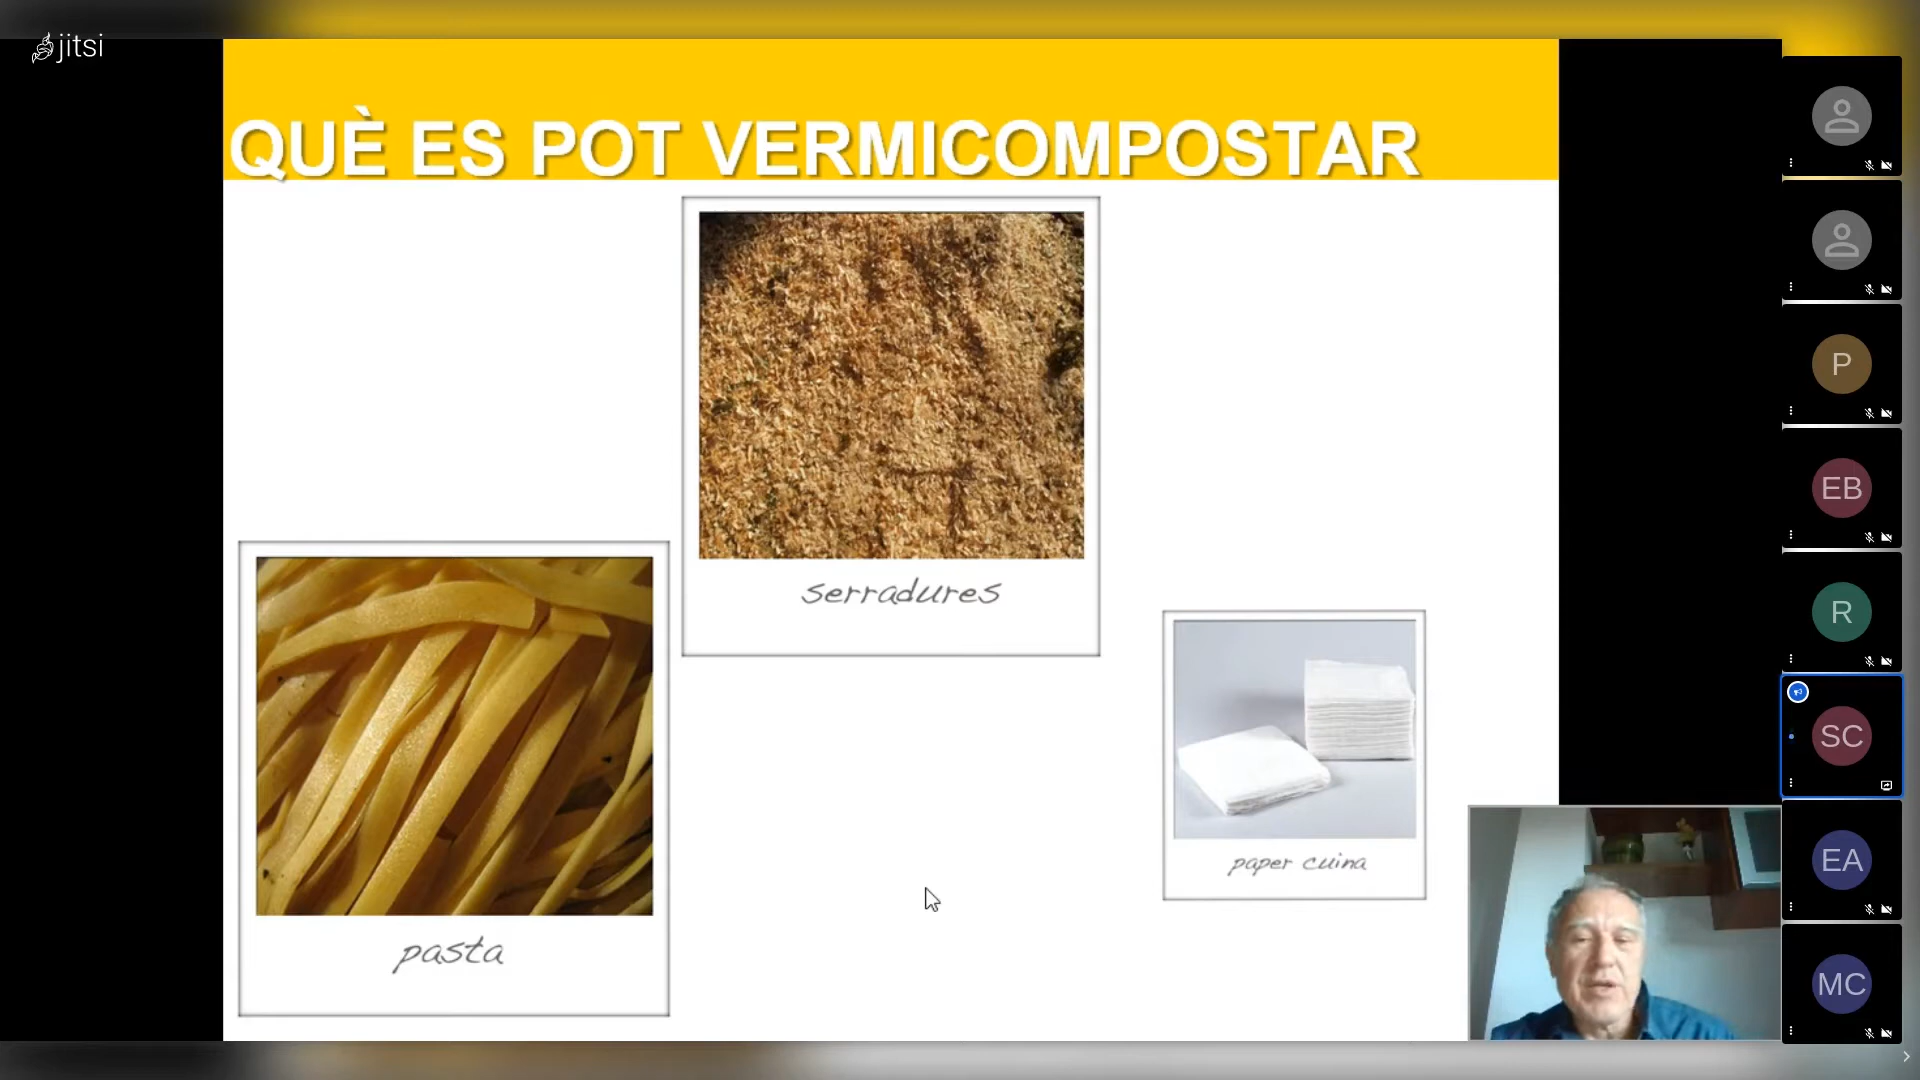 jitsi
QUÈ ES POT VERMICOMPOSTAR
serradures
pasta
paper cuina
P
EB
R
SC
EA
MC